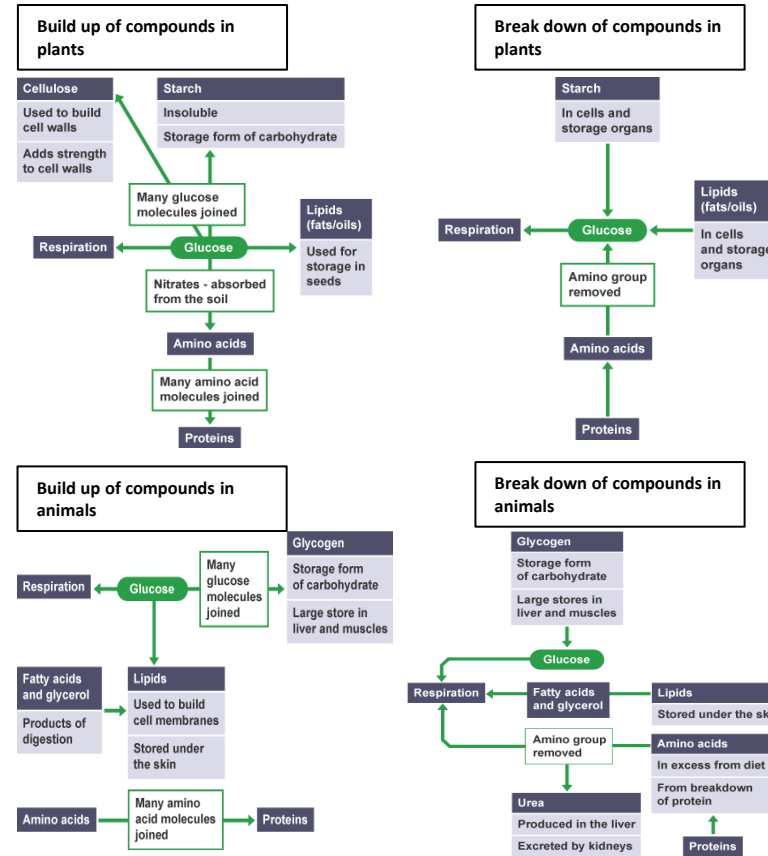 Build up of compounds in
plants
Cellulose
Used to build
cell walls
Adds strength
to cell walls
Starch
Insoluble
Storage form of carbohydrate
Many glucose
molecules joined
Respiration
Glucose
Lipids
(fats/oils)
Used for
storage in
seeds
Nitrates - absorbed
from the soil
Amino acids
Many amino acid
molecules joined
Proteins
Break down of compounds in
plants
Starch
In cells and
storage organs
Respiration
Glucose
Lipids
(fats/oils)
In cells
and storage
organs
Amino group
removed
Amino acids
Proteins
Build up of compounds in
animals
Respiration
Glucose
Many
glucose
molecules
joined
Glycogen
Storage form
of carbohydrate
Large store in
liver and muscles
Fatty acids
and glycerol
Products of
digestion
Lipids
Used to build
cell membranes
Stored under
the skin
Amino acids
Many amino
acid molecules
joined
Proteins
Break down of compounds in
animals
Glycogen
Storage form
of carbohydrate
Large stores in
liver and muscles
Glucose
Respiration
Fatty acids
and glycerol
Lipids
Stored under the sk
Amino group
removed
Amino acids
In excess from diet
From breakdown
of protein
Urea
Produced in the liver
Excreted by kidneys
Proteins